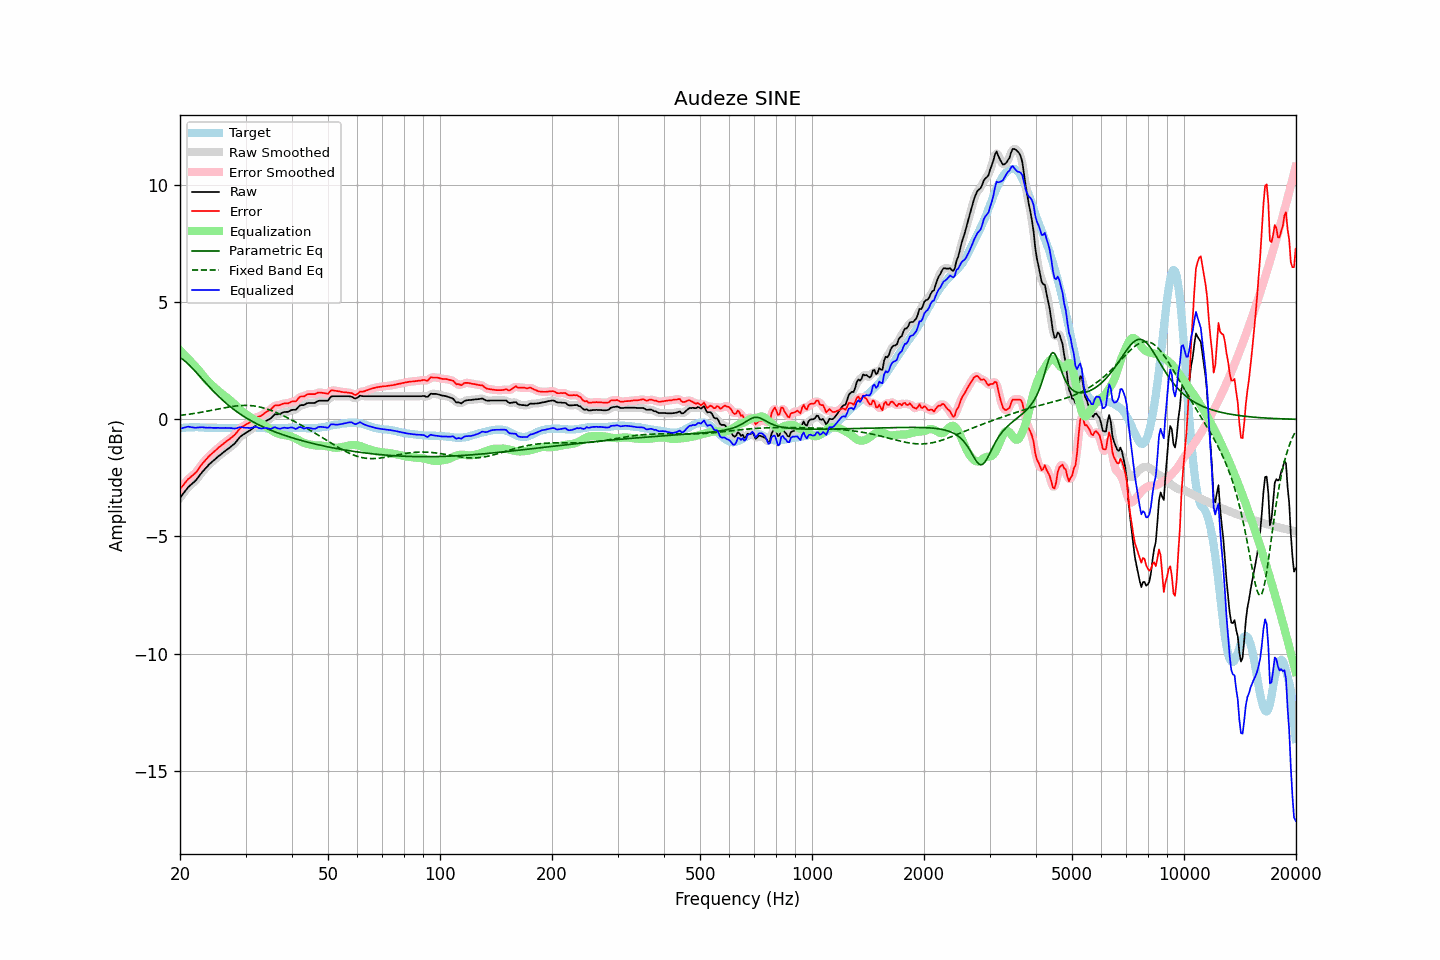 Audeze SINE
Target
Raw Smoothed
Error Smoothed
Raw
Error
Equalization
Parametric Eq
Fixed Band Eq
Equalized
10
5
0
−5
−10
−15
Amplitude (dBr)
20
50
100
200
500
1000
2000
5000
10000
20000
Frequency (Hz)